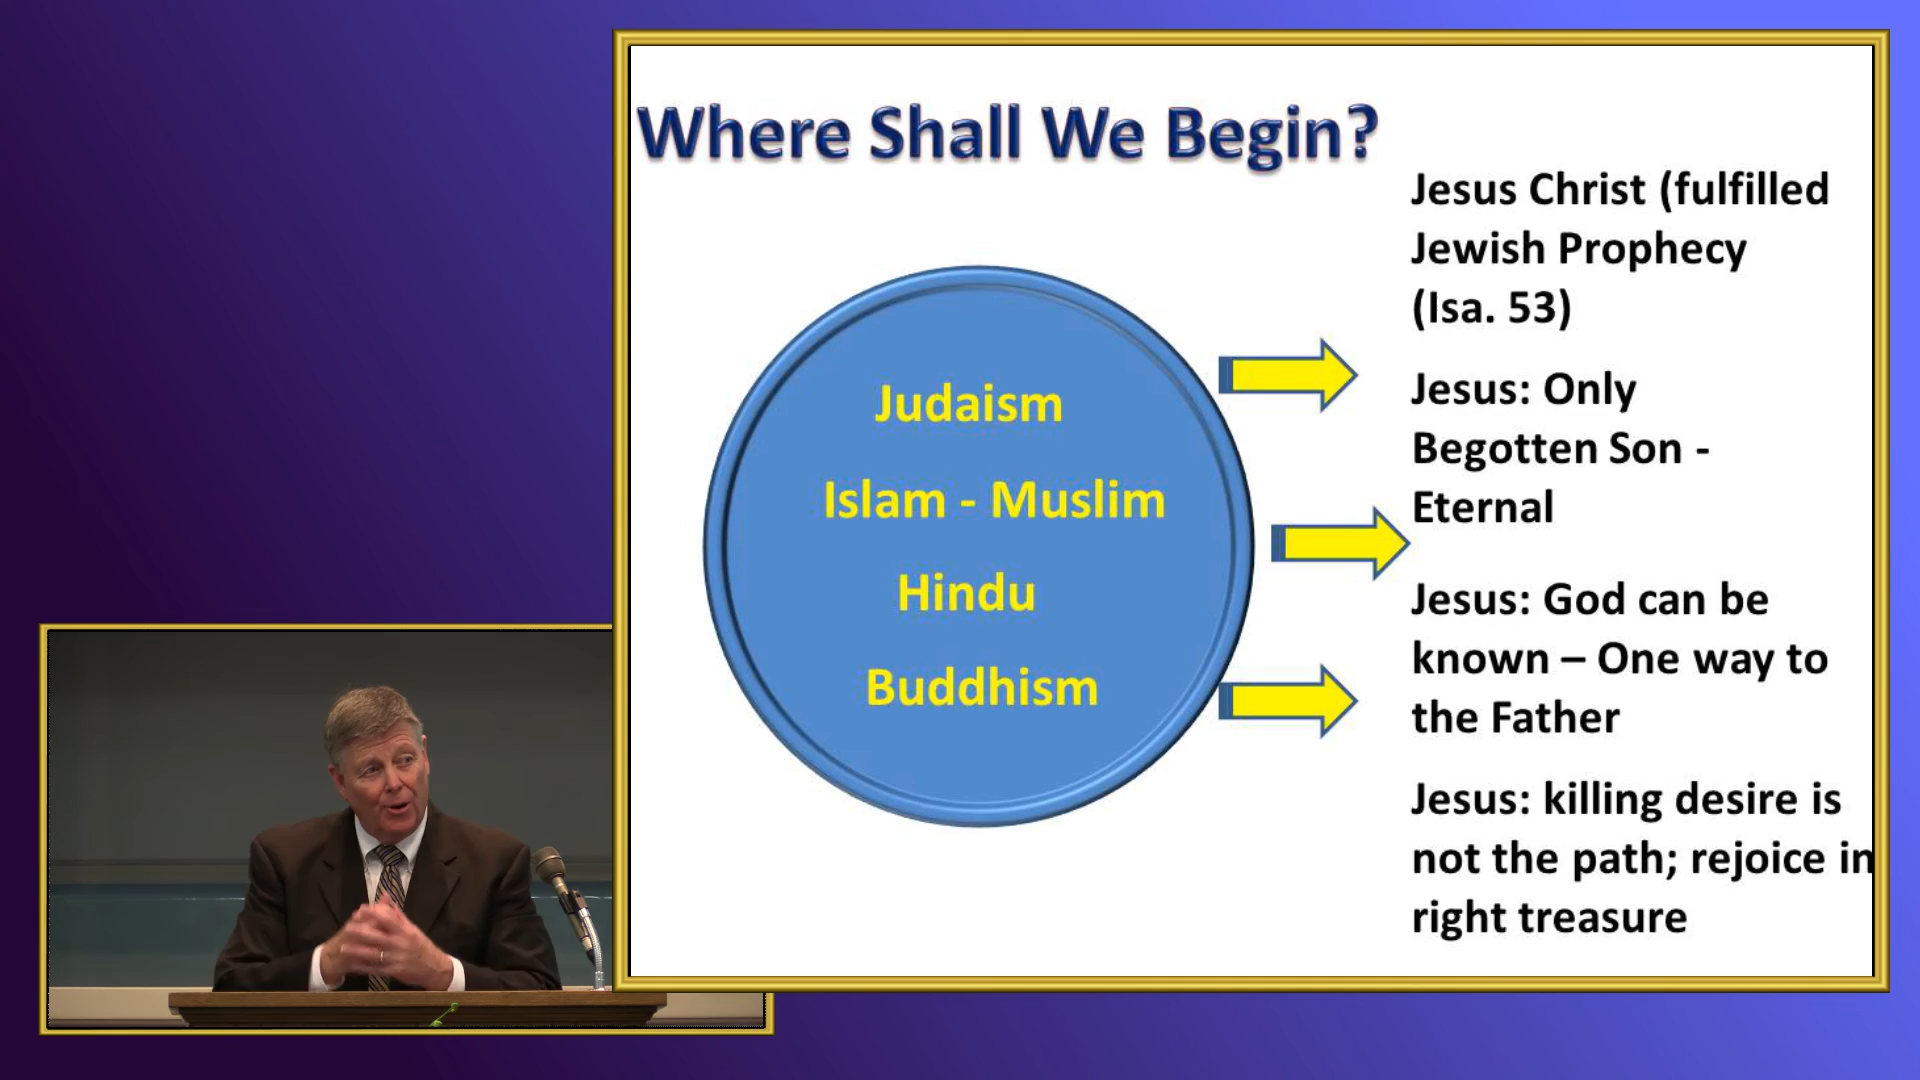 Where Shall We Begin?
Judaism
Islam - Muslim
Hindu
Buddhism
Jesus Christ (fulfilled
Jewish Prophecy
(Isa. 53)
Jesus: Only
Begotten Son -
Eternal
Jesus: God can be
known – One way to
the Father
Jesus: killing desire is
not the path; rejoice in
right treasure